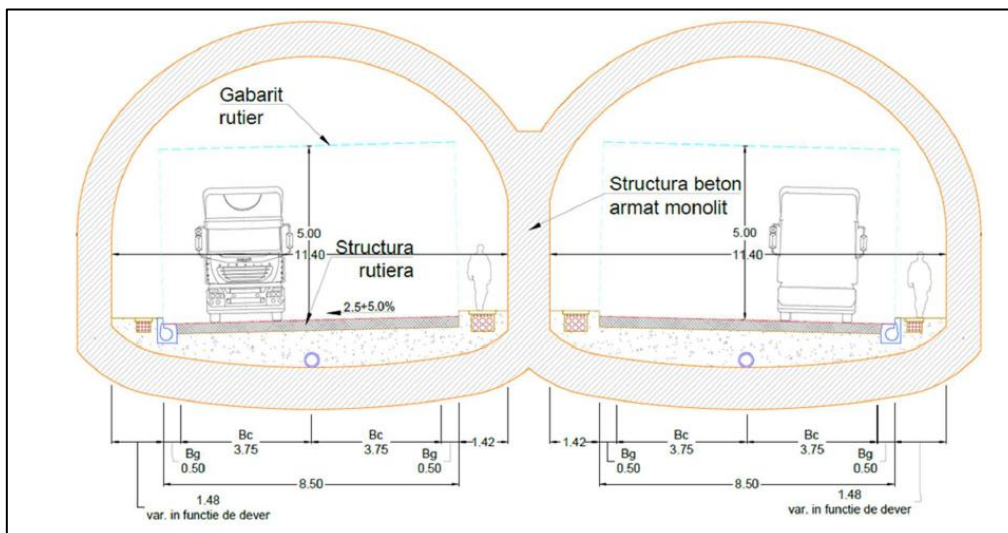 Gabarit
rutier
Structura beton
armat monolit
5.00
11.40
Structura
rutiera
2.5÷5.0%
5.00
11.40
Bc
3.75
Bc
3.75
1.42
Bg
0.50
Bg
0.50
8.50
1.48
var. in functie de dever
1.42
Bc
3.75
Bc
3.75
Bg
0.50
Bg
0.50
8.50
1.48
var. in functie de dever